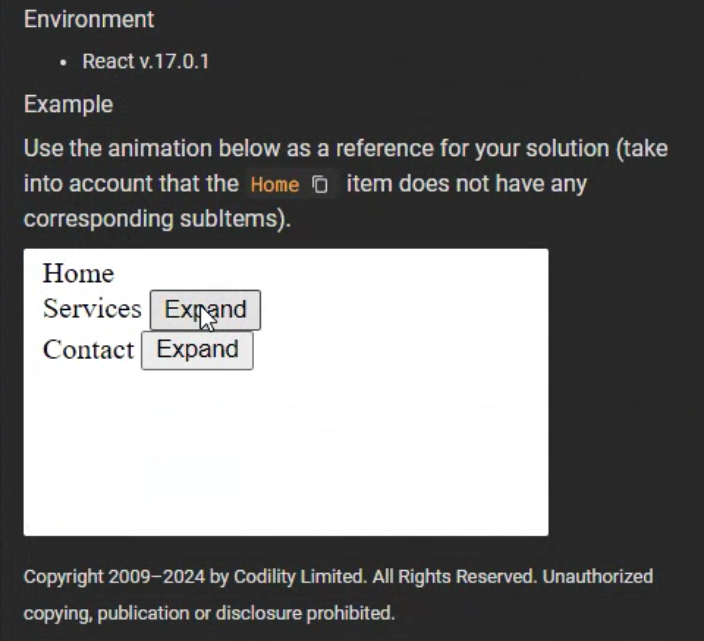 Environment
• React v.17.0.1
Example
Use the animation below as a reference for your solution (take
into account that the Home item does not have any
corresponding subItems).
Home
Services Expand
Contact Expand
Copyright 2009–2024 by Codility Limited. All Rights Reserved. Unauthorized
copying, publication or disclosure prohibited.